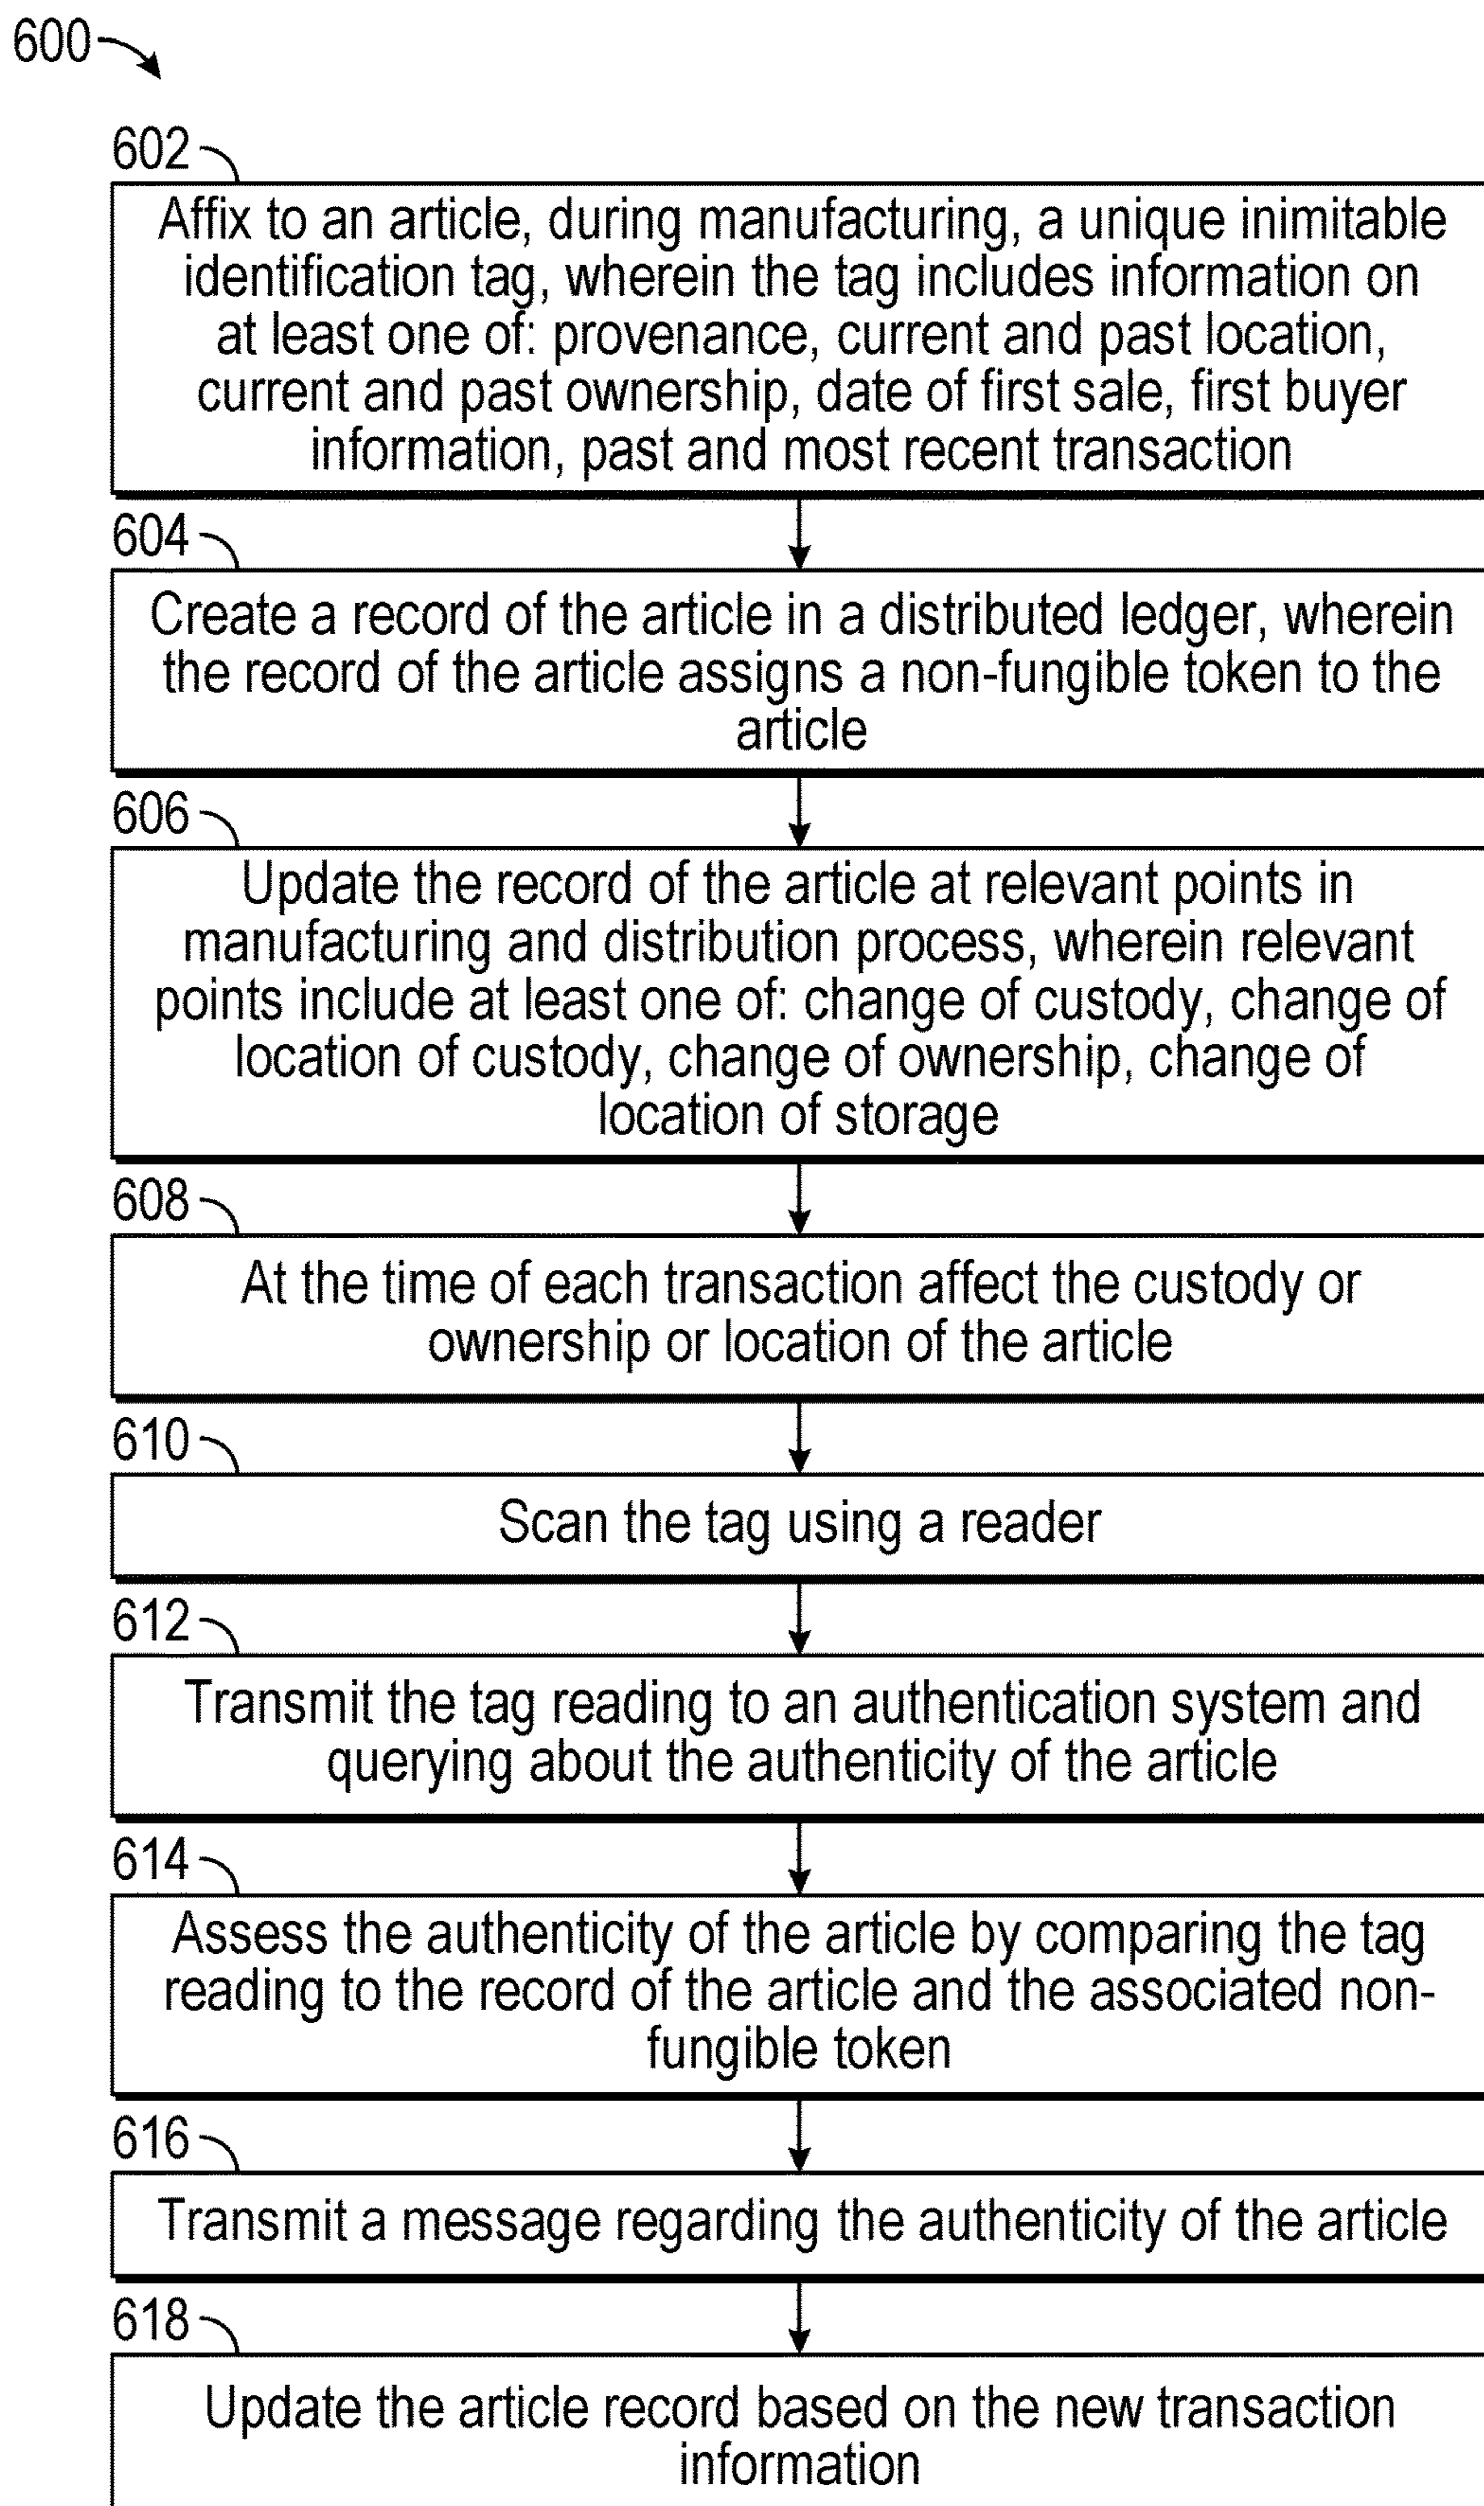 600
602
Affix to an article, during manufacturing, a unique inimitable
identification tag, wherein the tag includes information on
at least one of: provenance, current and past location,
current and past ownership, date of first sale, first buyer
information, past and most recent transaction
604
Create a record of the article in a distributed ledger, wherein
the record of the article assigns a non-fungible token to the
article
606
Update the record of the article at relevant points in
manufacturing and distribution process, wherein relevant
points include at least one of: change of custody, change of
location of custody, change of ownership, change of
location of storage
608
At the time of each transaction affect the custody or
ownership or location of the article
610
Scan the tag using a reader
612
Transmit the tag reading to an authentication system and
querying about the authenticity of the article
614
Assess the authenticity of the article by comparing the tag
reading to the record of the article and the associated non-
fungible token
616
Transmit a message regarding the authenticity of the article
618
Update the article record based on the new transaction
information